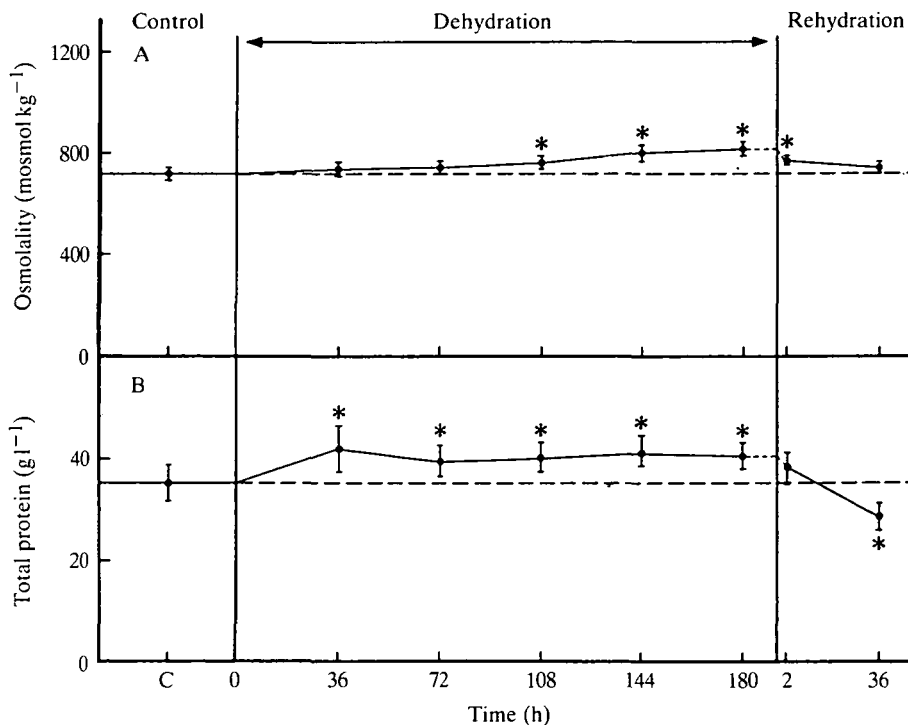 Control
Dehydration
Rehydration
A
1200
800
400
0
Osmolality (mosmol kg⁻¹)
* * * *
B
40
20
0
Total protein (g l⁻¹)
* * * * * *
C 0 36 72 108 144 180 2 36
Time (h)